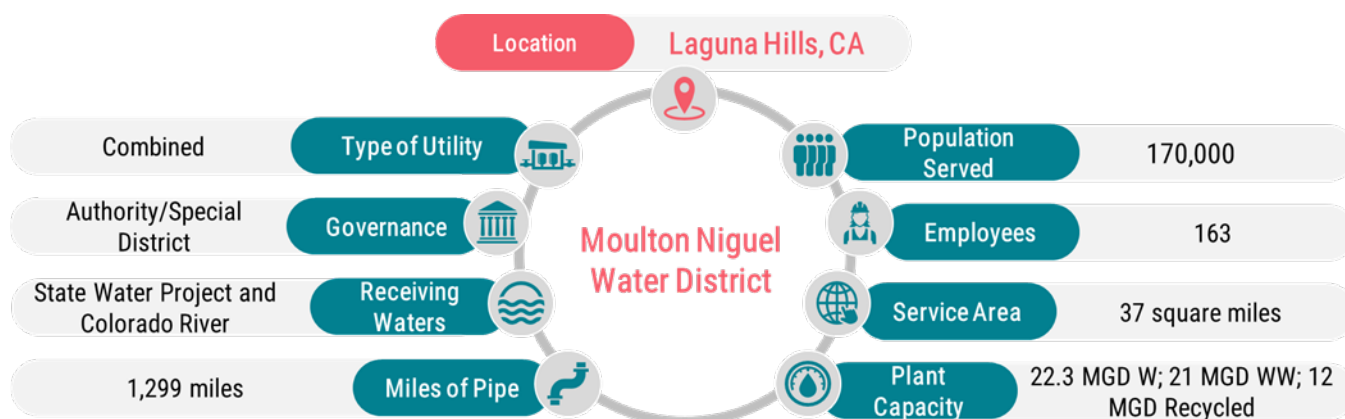 Location
Laguna Hills, CA
Combined
Type of Utility
Authority/Special
District
Governance
State Water Project and
Colorado River
Receiving
Waters
1,299 miles
Miles of Pipe
Moulton Niguel
Water District
Population
Served
170,000
Employees
163
Service Area
37 square miles
Plant
Capacity
22.3 MGD W; 21 MGD WW; 12
MGD Recycled